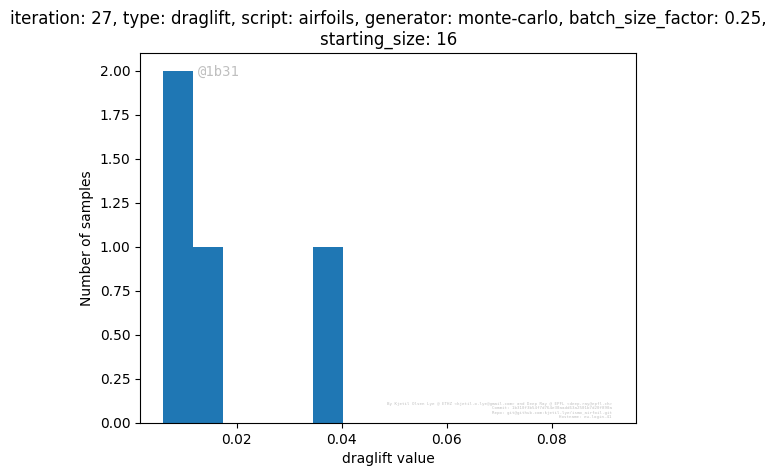 iteration: 27, type: draglift, script: airfoils, generator: monte-carlo, batch_size_factor: 0.25,
starting_size: 16
@1b31
2.00
1.75
1.50
1.25
1.00
0.75
0.50
0.25
0.00
Number of samples
0.02
0.04
0.06
0.08
draglift value